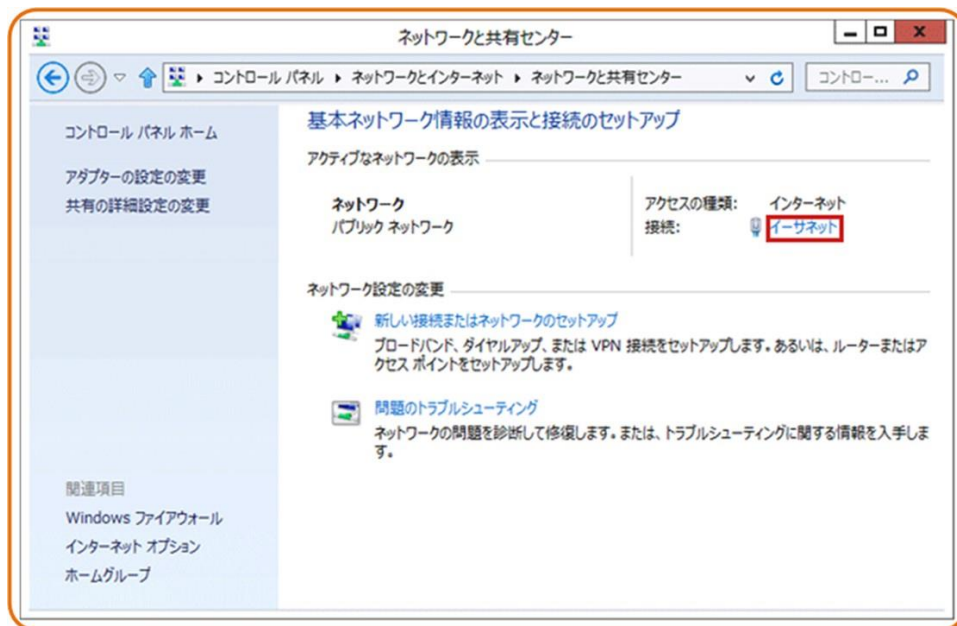 ネットワークと共有センター
コントロール パネル ▸ ネットワークとインターネット ▸ ネットワークと共有センター
コントロー...
コントロール パネル ホーム
アダプターの設定の変更
共有の詳細設定の変更
基本ネットワーク情報の表示と接続のセットアップ
アクティブなネットワークの表示
ネットワーク
パブリック ネットワーク
アクセスの種類: インターネット
接続: イーサネット
ネットワーク設定の変更
新しい接続またはネットワークのセットアップ
ブロードバンド、ダイヤルアップ、または VPN 接続をセットアップします。あるいは、ルーターまたはア
クセス ポイントをセットアップします。
問題のトラブルシューティング
ネットワークの問題を診断して修復します。または、トラブルシューティングに関する情報を入手しま
す。
関連項目
Windows ファイアウォール
インターネット オプション
ホームグループ